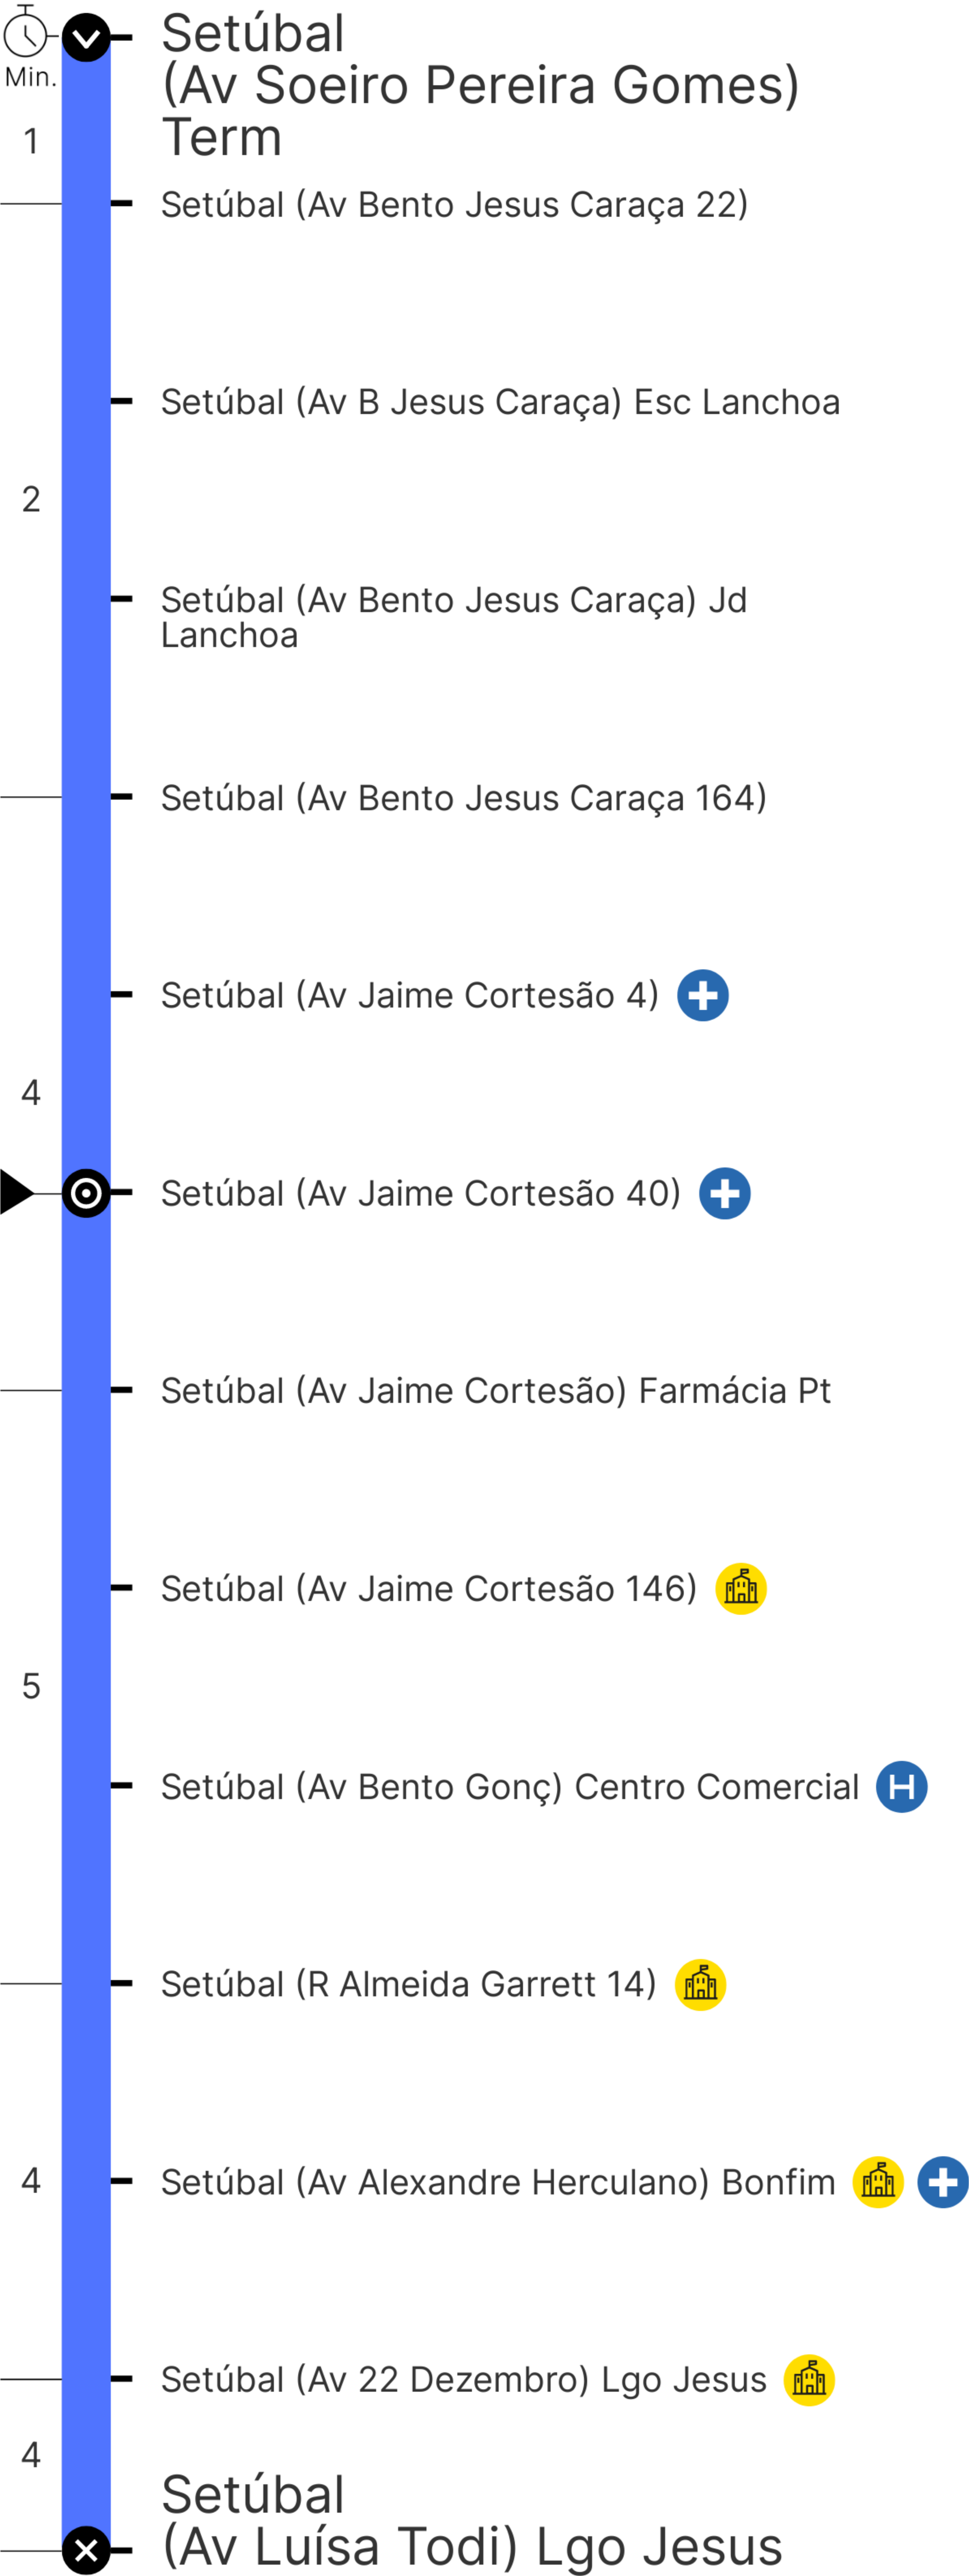 Setúbal
(Av Soeiro Pereira Gomes)
Term
Min.
1
Setúbal (Av Bento Jesus Caraça 22)
Setúbal (Av B Jesus Caraça) Esc Lanchoa
2
Setúbal (Av Bento Jesus Caraça) Jd
Lanchoa
Setúbal (Av Bento Jesus Caraça 164)
Setúbal (Av Jaime Cortesão 4)
4
Setúbal (Av Jaime Cortesão 40)
Setúbal (Av Jaime Cortesão) Farmácia Pt
Setúbal (Av Jaime Cortesão 146)
5
Setúbal (Av Bento Gonç) Centro Comercial H
Setúbal (R Almeida Garrett 14)
4
Setúbal (Av Alexandre Herculano) Bonfim
Setúbal (Av 22 Dezembro) Lgo Jesus
4
Setúbal
(Av Luísa Todi) Lgo Jesus